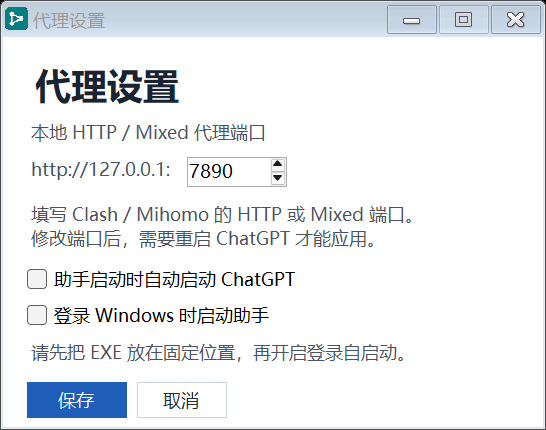 代理设置
代理设置
本地 HTTP / Mixed 代理端口
http://127.0.0.1: 7890
填写 Clash / Mihomo 的 HTTP 或 Mixed 端口。
修改端口后，需要重启 ChatGPT 才能应用。
助手启动时自动启动 ChatGPT
登录 Windows 时启动助手
请先把 EXE 放在固定位置，再开启登录自启动。
保存 取消